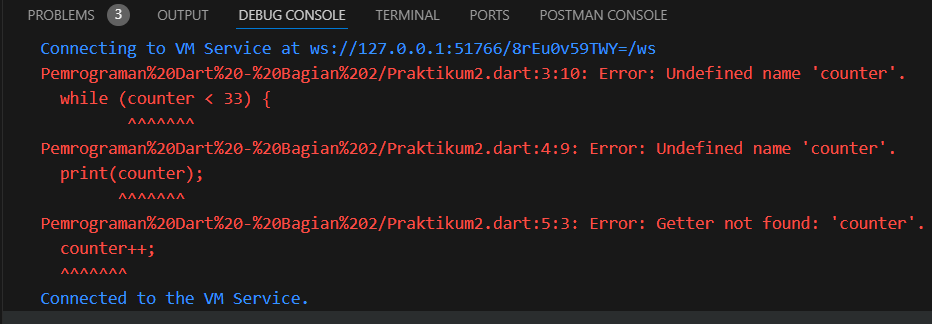 PROBLEMS 3 OUTPUT DEBUG CONSOLE TERMINAL PORTS POSTMAN CONSOLE
Connecting to VM Service at ws://127.0.0.1:51766/8rEu0v59TWY=/ws
Pemrograman%20Dart%20-%20Bagian%202/Praktikum2.dart:3:10: Error: Undefined name 'counter'.
while (counter < 33) {
^^^^^^^
Pemrograman%20Dart%20-%20Bagian%202/Praktikum2.dart:4:9: Error: Undefined name 'counter'.
print(counter);
^^^^^^^
Pemrograman%20Dart%20-%20Bagian%202/Praktikum2.dart:5:3: Error: Getter not found: 'counter'.
counter++;
^^^^^^^
Connected to the VM Service.